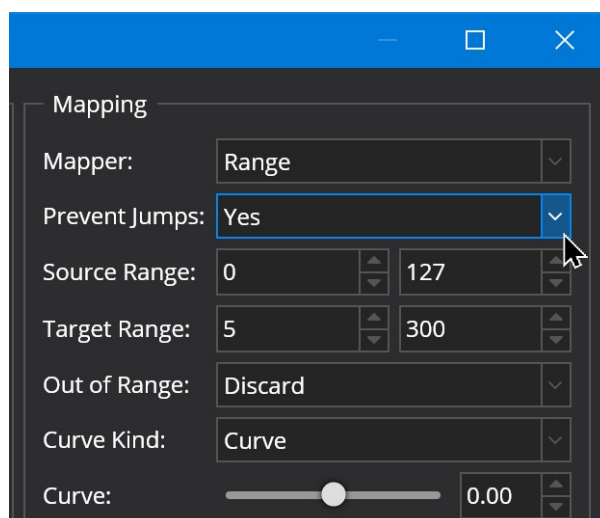 Mapping
Mapper: Range
Prevent Jumps: Yes
Source Range: 0 127
Target Range: 5 300
Out of Range: Discard
Curve Kind: Curve
Curve: 0.00